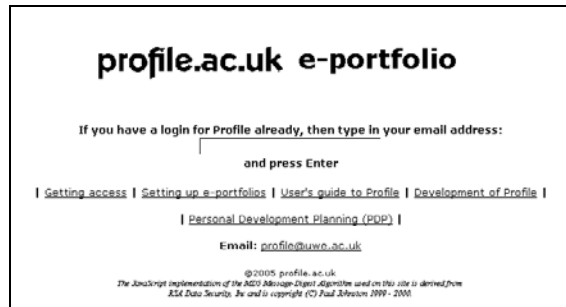 profile.ac.uk e-portfolio
If you have a login for Profile already, then type in your email address:
and press Enter
| Getting access | Setting up e-portfolios | User's guide to Profile | Development of Profile |
| Personal Development Planning (PDP) |
Email: profile@uwe.ac.uk
©2005 profile.ac.uk
The JavaScript implementation of the MD5 Message-Digest Algorithm used on this site is derived from
RSA Data Security, Inc and is copyright (C) Paul Johnston 1999 - 2000.